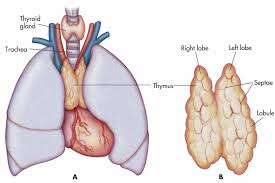 Thyroid
gland
Trachea
Thymus
A
Right lobe
Left lobe
Septae
Lobule
B